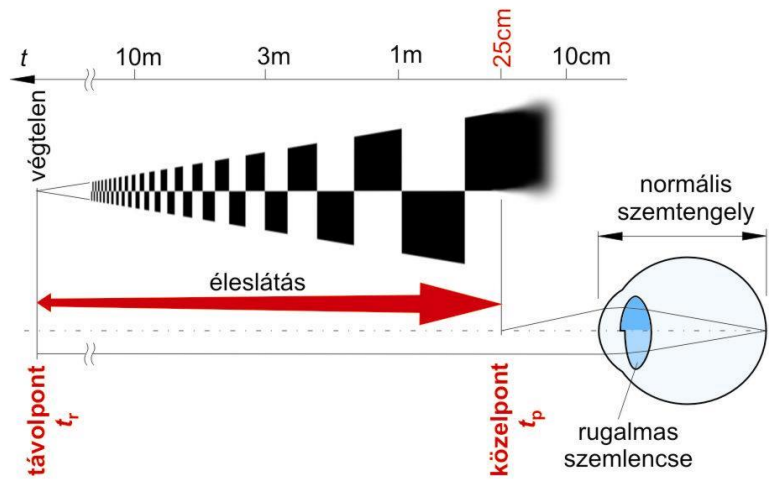 t
10m
3m
1m
25cm
10cm
végtelen
normális
szemtengely
éleslátás
távolpont
tr
közelpont
tp
rugalmas
szemlencse